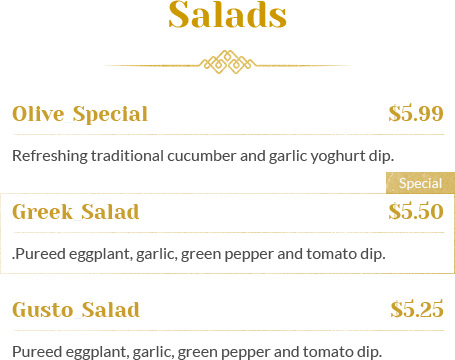 Salads
Olive Special $5.99
Refreshing traditional cucumber and garlic yoghurt dip.
Special
Greek Salad $5.50
.Pureed eggplant, garlic, green pepper and tomato dip.
Gusto Salad $5.25
Pureed eggplant, garlic, green pepper and tomato dip.